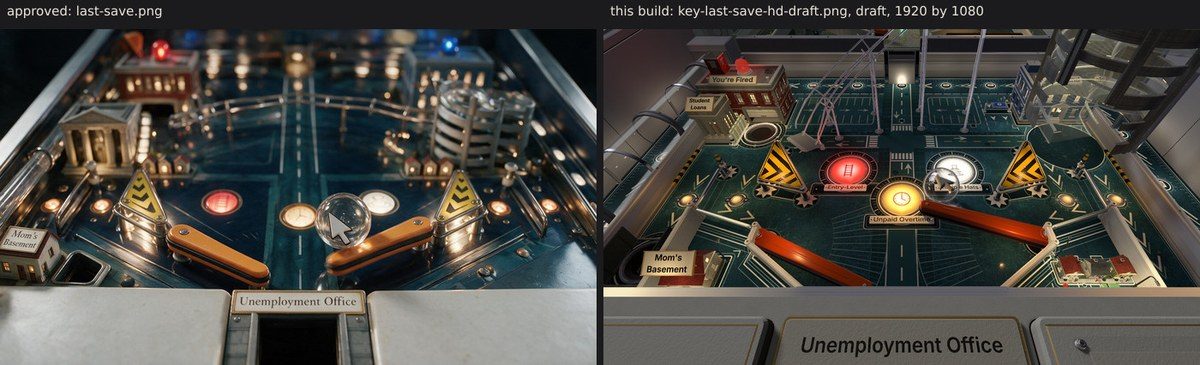 approved: last-save.png
this build: key-last-save-hd-draft.png, draft, 1920 by 1080
Mom's
Basement
Unemployment Office
You're Fired
Student
Loans
Entry-Level
Hats
Unpaid Overtime
Mom's
Basement
Unemployment Office